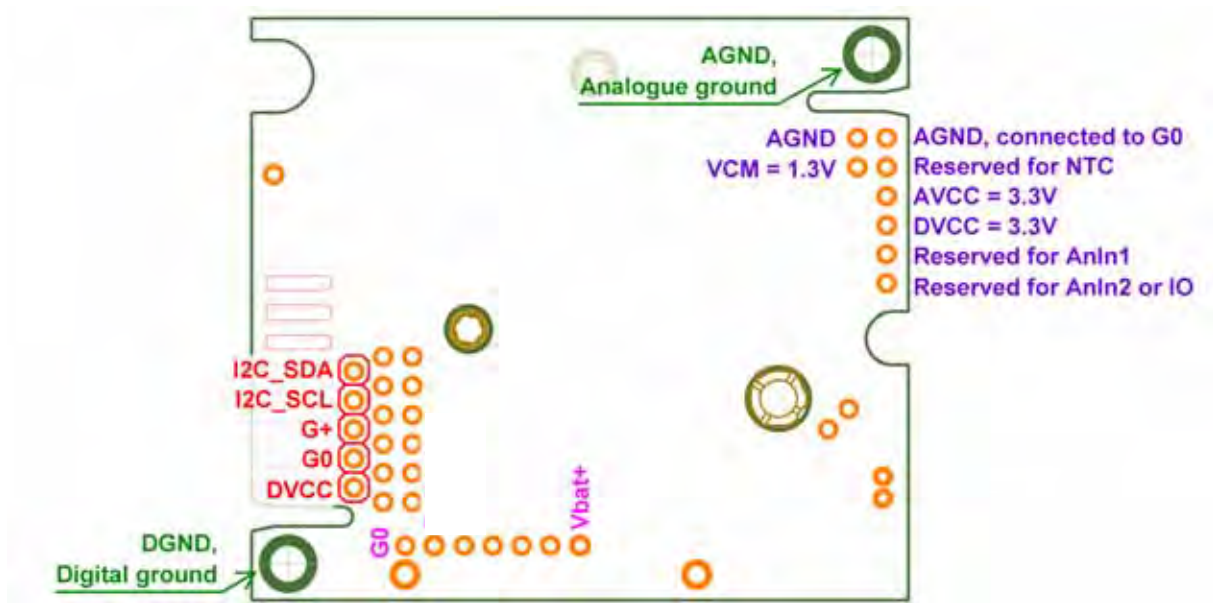 AGND,
Analogue ground
AGND
AGND, connected to G0
VCM = 1.3V
Reserved for NTC
AVCC = 3.3V
DVCC = 3.3V
Reserved for AnIn1
Reserved for AnIn2 or IO
I2C_SDA
I2C_SCL
G+
G0
DVCC
G0
Vbat+
DGND,
Digital ground